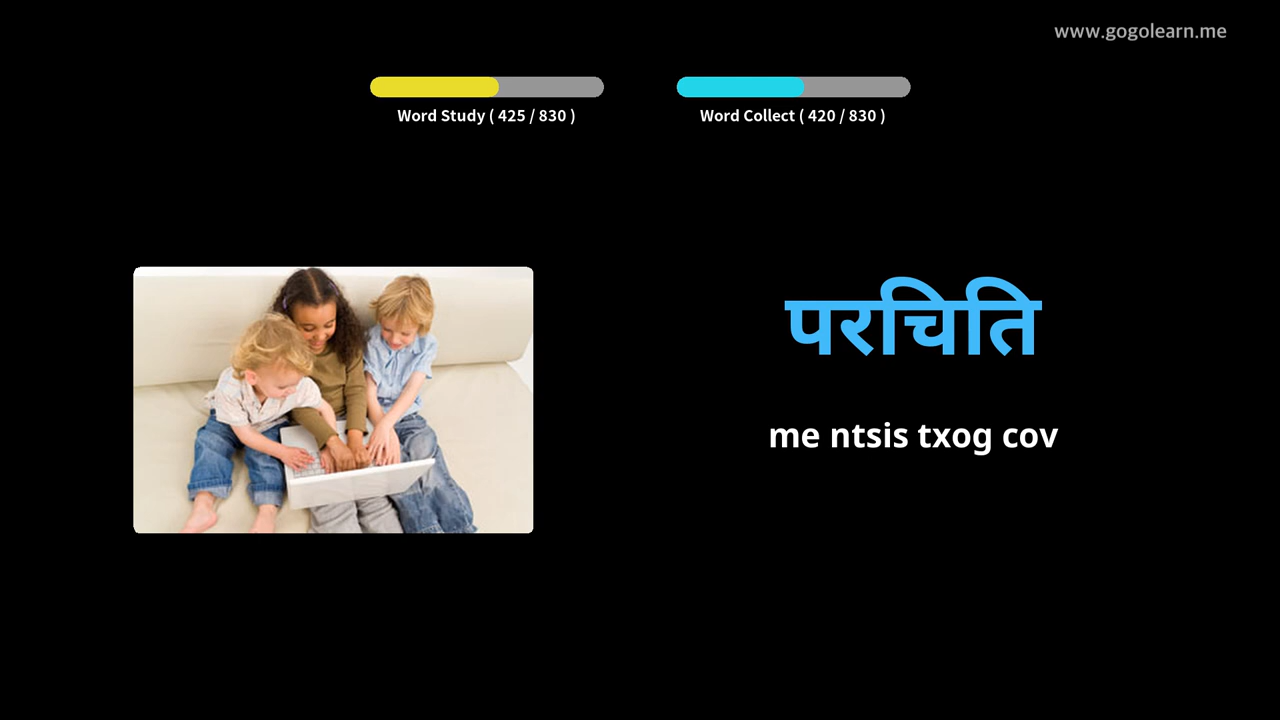 www.gogolearn.me
Word Study ( 425 / 830 )
Word Collect ( 420 / 830 )
परचिति
me ntsis txog cov